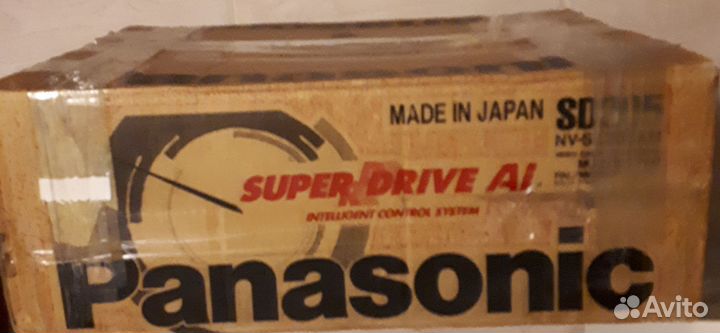 MADE IN JAPAN
SUPER DRIVE AI
INTELLIGENT CONTROL SYSTEM
Panasonic
Avito